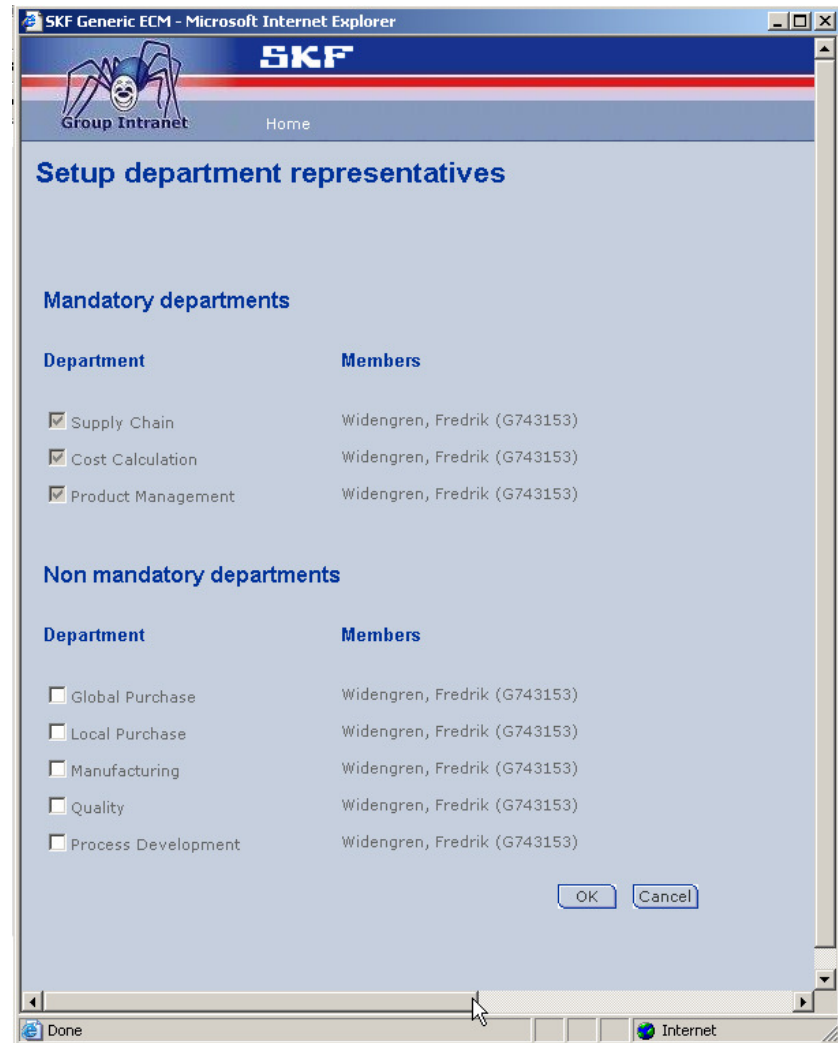 SKF Generic ECM - Microsoft Internet Explorer
SKF
Group Intranet
Home
Setup department representatives
Mandatory departments
Department Members
Supply Chain Widengren, Fredrik (G743153)
Cost Calculation Widengren, Fredrik (G743153)
Product Management Widengren, Fredrik (G743153)
Non mandatory departments
Department Members
Global Purchase Widengren, Fredrik (G743153)
Local Purchase Widengren, Fredrik (G743153)
Manufacturing Widengren, Fredrik (G743153)
Quality Widengren, Fredrik (G743153)
Process Development Widengren, Fredrik (G743153)
OK Cancel
Done Internet